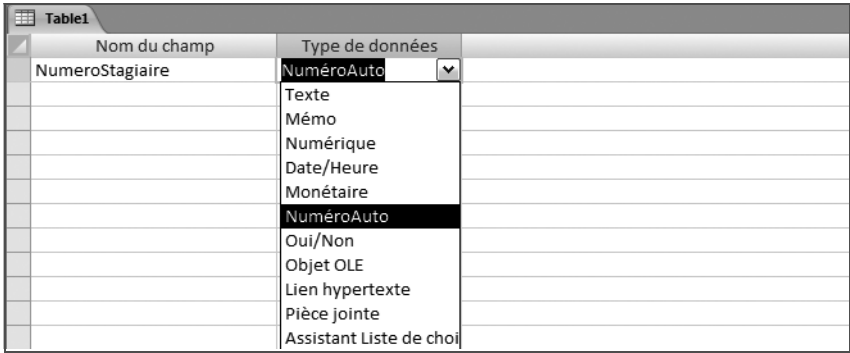 Table1
Nom du champ Type de données
NumeroStagiaire NuméroAuto
Texte
Mémo
Numérique
Date/Heure
Monétaire
NuméroAuto
Oui/Non
Objet OLE
Lien hypertexte
Pièce jointe
Assistant Liste de choi